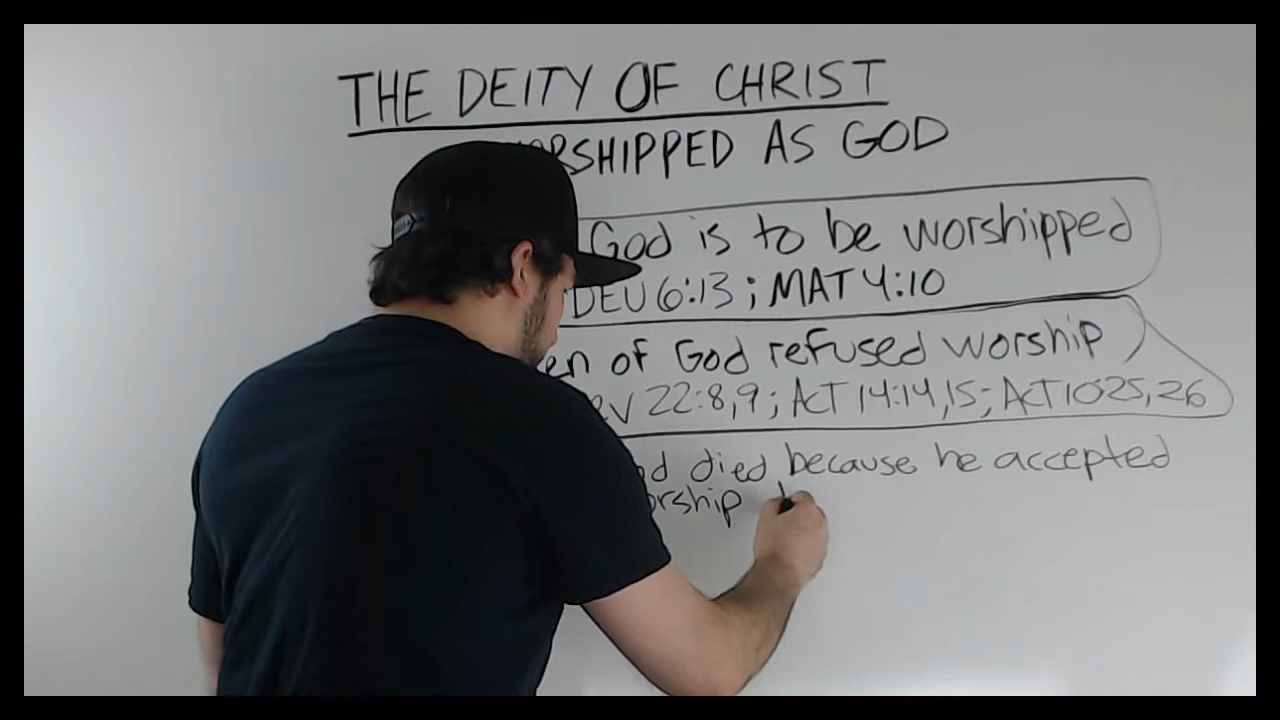 THE DEITY OF CHRIST
WORSHIPPED AS GOD
God is to be worshipped
DEU 6:13 ; MAT 4:10
of God refused worship
22:8,9 ; ACT 14:14,15; ACT 10:25,26
died because he accepted
worship